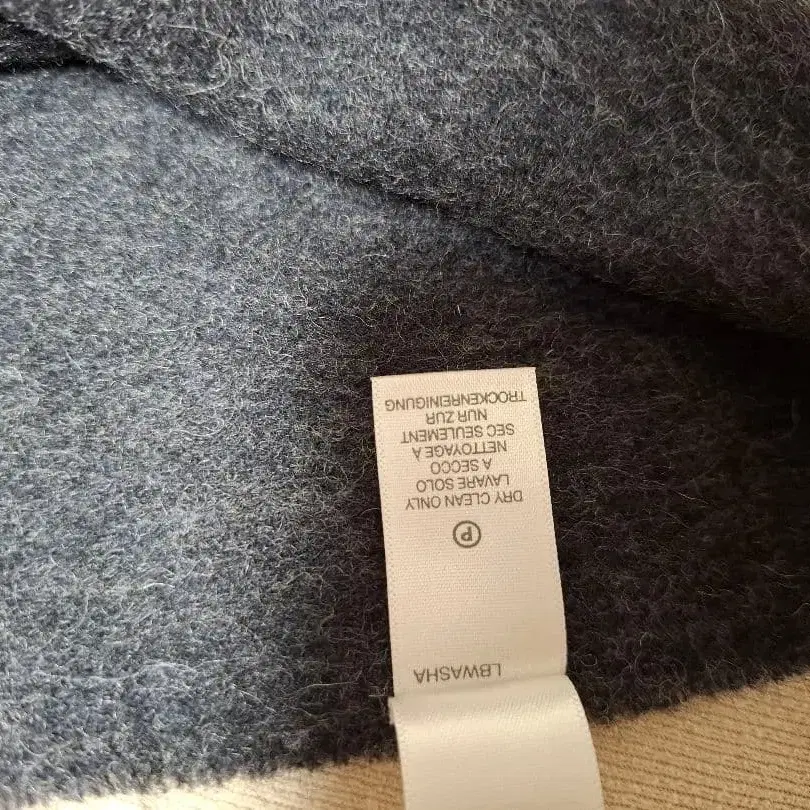 LBWASHA
P
DRY CLEAN ONLY
LAVARE SOLO
A SECCO
NETTOYAGE À
SEC SEULEMENT
NUR ZUR
TROCKENREINIGUNG